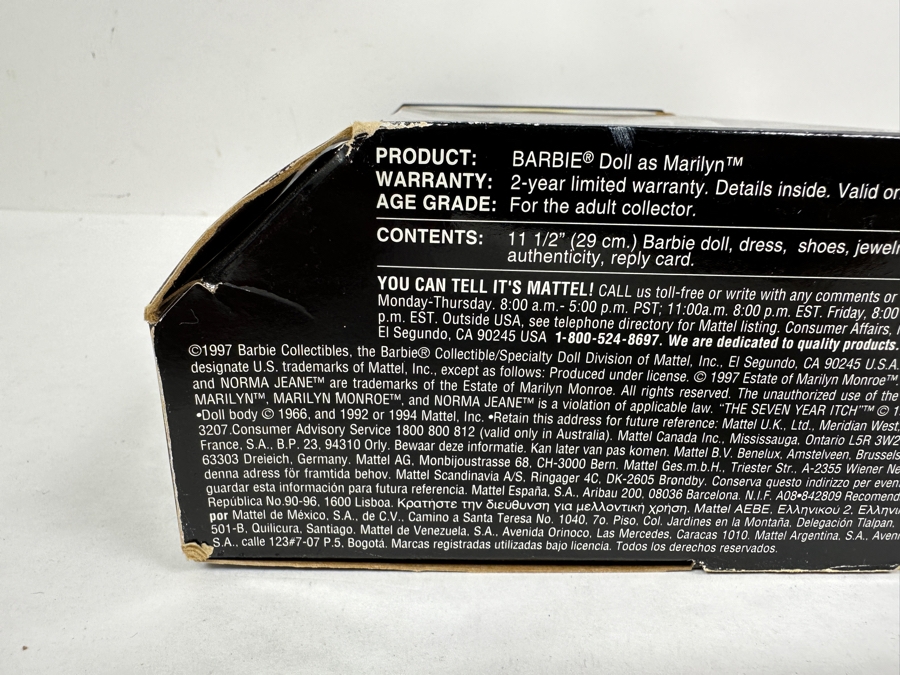 PRODUCT: BARBIE® Doll as Marilyn™
WARRANTY: 2-year limited warranty. Details inside. Valid
AGE GRADE: For the adult collector.
CONTENTS: 11 1/2" (29 cm.) Barbie doll, dress, shoes,
authenticity, reply card.
YOU CAN TELL IT'S MATTEL! CALL us toll-free or write with any comments or
Monday-Thursday. 8:00 a.m.- 5:00 p.m. PST; 11:00a.m. 8:00 p.m. EST. Friday, 8:00
p.m. EST. Outside USA, see telephone directory for Mattel listing. Consumer Affairs,
El Segundo, CA 90245 USA 1-800-524-8697. We are dedicated to quality products.
©1997 Barbie Collectibles, the Barbie® Collectible/Specialty Doll Division of Mattel, Inc., El Segundo, CA 90245 U.S.A.
designate U.S. trademarks of Mattel, Inc., except as follows: Produced under license. © 1997 Estate of Marilyn Monroe™
and NORMA JEANE™ are trademarks of the Estate of Marilyn Monroe. All rights reserved. The unauthorized use of the
MARILYN™, MARILYN MONROE™, and NORMA JEANE™ is a violation of applicable law. "THE SEVEN YEAR ITCH"™ ©
•Doll body © 1966, and 1992 or 1994 Mattel, Inc. •Retain this address for future reference: Mattel U.K., Ltd., Meridian West,
3207.Consumer Advisory Service 1800 800 812 (valid only in Australia). Mattel Canada Inc., Mississauga, Ontario L5R 3W2
France, S.A., B.P. 23, 94310 Orly. Bewaar deze informatie. Kan later van pas komen. Mattel B.V. Benelux, Amstelveen, Brussels
63303 Dreieich, Germany. Mattel AG, Monbijoustrasse 68, CH-3000 Bern. Mattel Ges.m.b.H., Triester Str., A-2355 Wiener
denna adress för framtida behov. Mattel Scandinavia A/S, Ringager 4C, DK-2605 Brondby. Conserva questo indirizzo per
guardar esta información para futura referencia. Mattel España, S.A., Aribau 200, 08036 Barcelona. N.I.F. A08•842809
República No.90-96, 1600 Lisboa. Κρατηστε την διεύθυνση για μελλοντική χρήση. Mattel AEBE, Ελληνικού 2,
por Mattel de México, S.A., de C.V., Camino a Santa Teresa No. 1040, 7o. Piso, Col. Jardines en la Montaña, Delegación Tlalpan,
501-B, Quilicura, Santiago. Mattel de Venezuela, S.A., Avenida Orinoco, Las Mercedes, Caracas 1010. Mattel Argentina. S.A.,
S.A., calle 123#7-07 P.5, Bogotá. Marcas registradas utilizadas bajo licencia. Todos los derechos reservados.